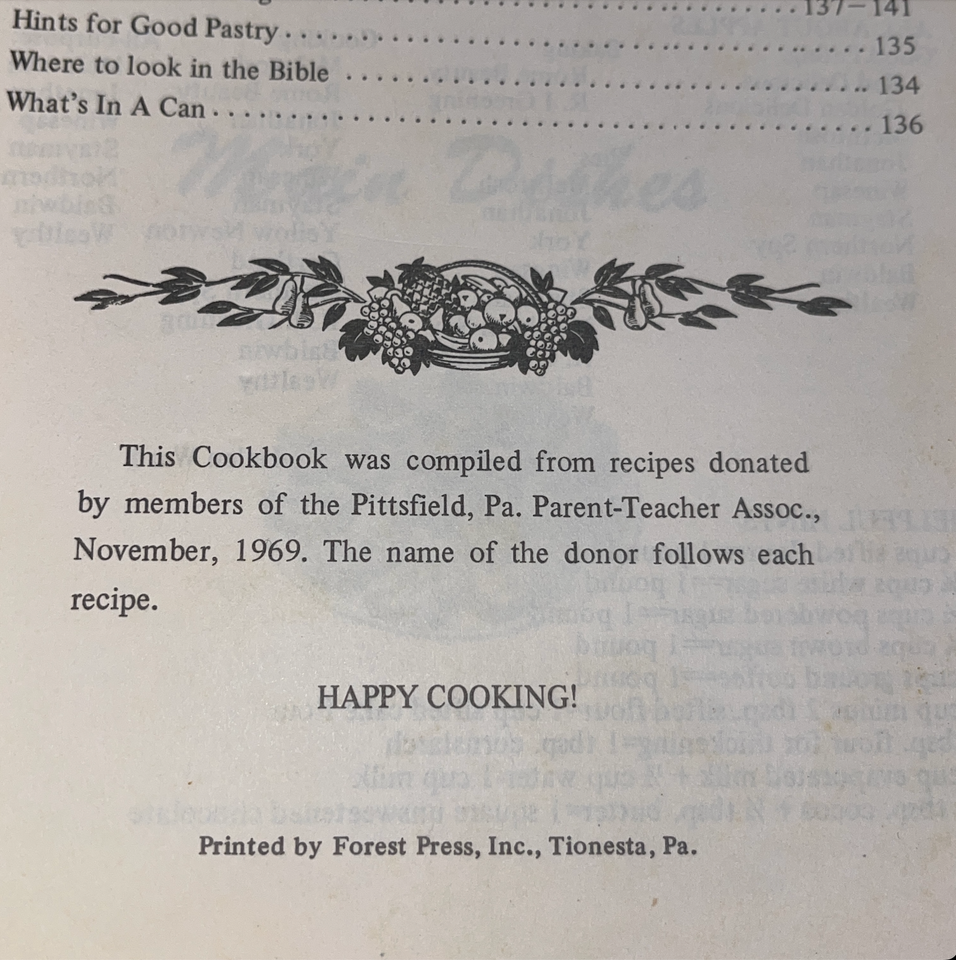 137–141
Hints for Good Pastry . . . . . . . . . . . . . . . . . . . . . . . . . . . . . . . . . . . . . . . . . . 135
Where to look in the Bible . . . . . . . . . . . . . . . . . . . . . . . . . . . . . . . . . . . . . . 134
What's In A Can . . . . . . . . . . . . . . . . . . . . . . . . . . . . . . . . . . . . . . . . . . . . . . . 136
This Cookbook was compiled from recipes donated
by members of the Pittsfield, Pa. Parent-Teacher Assoc.,
November, 1969. The name of the donor follows each
recipe.
HAPPY COOKING!
Printed by Forest Press, Inc., Tionesta, Pa.